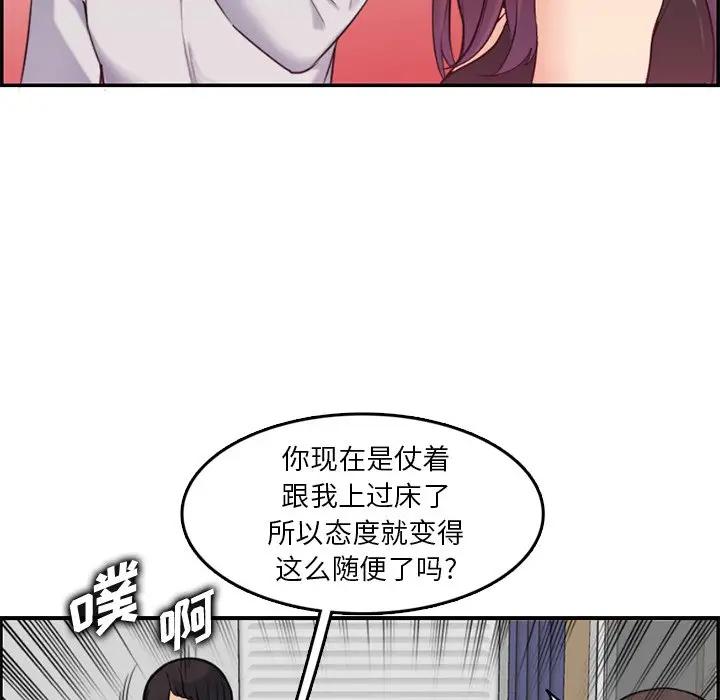 你现在是仗着
跟我上过床了
所以态度就变得
这么随便了吗?
噗啊